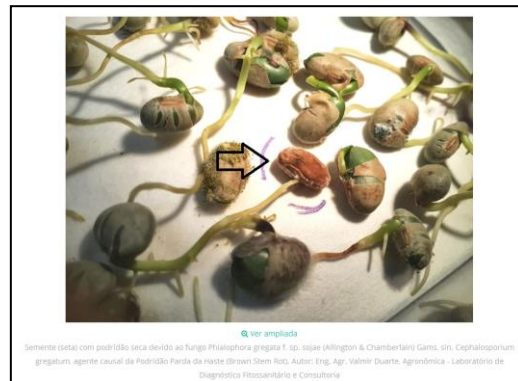 Ver ampliada
Semente (seta) com podridão seca devido ao fungo Phialophora gregata f. sp. sojae (Allington & Chamberlain) Gams, sin. Cephalosporium
gregatum, agente causal da Podridão Parda da Haste (Brown Stem Rot). Autor: Eng. Agr. Valmir Duarte, Agronômica - Laboratório de
Diagnóstico Fitossanitário e Consultoria